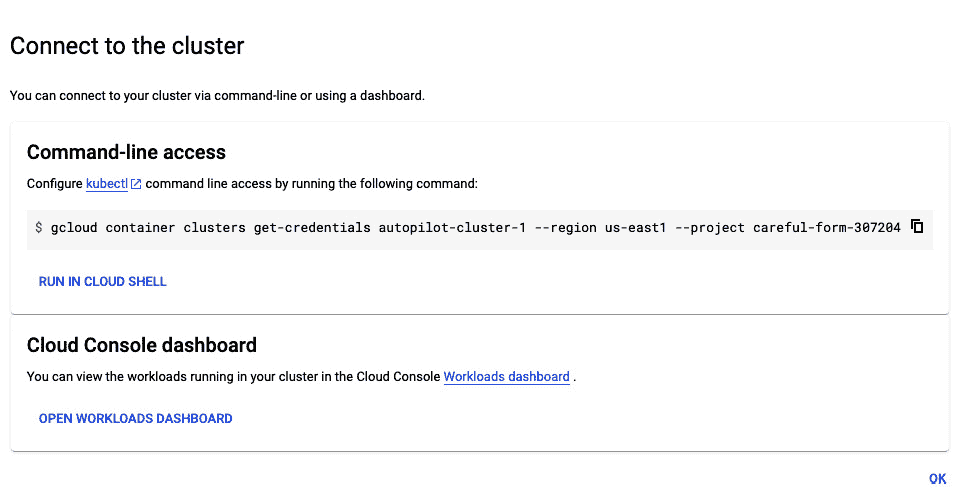 Connect to the cluster
You can connect to your cluster via command-line or using a dashboard.
Command-line access
Configure kubectl command line access by running the following command:
$ gcloud container clusters get-credentials autopilot-cluster-1 --region us-east1 --project careful-form-307204
RUN IN CLOUD SHELL
Cloud Console dashboard
You can view the workloads running in your cluster in the Cloud Console Workloads dashboard .
OPEN WORKLOADS DASHBOARD
OK